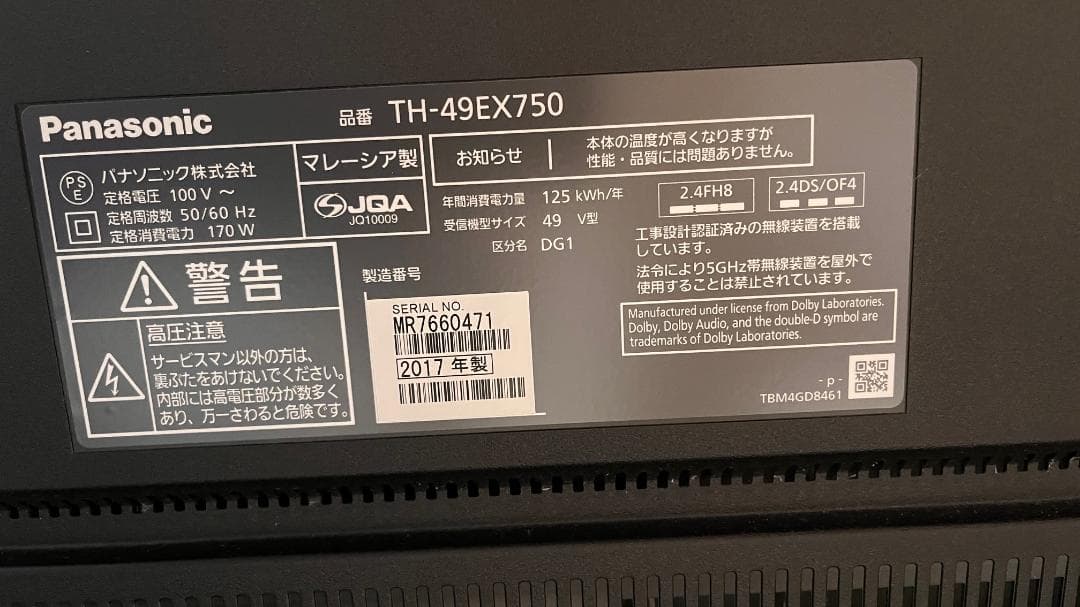 Panasonic
品番 TH-49EX750
PS
E
パナソニック株式会社
定格電圧 100 V ～
定格周波数 50/60 Hz
定格消費電力 170 W
マレーシア製
JQA
JQ10009
お知らせ
本体の温度が高くなりますが
性能・品質には問題ありません。
年間消費電力量 125 kWh/年
受信機型サイズ 49 V型
区分名 DG1
2.4FH8
2.4DS/OF4
工事設計認証済みの無線装置を搭載
しています。
法令により5GHz帯無線装置を屋外で
使用することは禁止されています。
警告
高圧注意
サービスマン以外の方は、
裏ぶたをあけないでください。
内部には高電圧部分が数多く
あり、万一さわると危険です。
製造番号
SERIAL NO.
MR7660471
2017 年製
Manufactured under license from Dolby Laboratories.
Dolby, Dolby Audio, and the double-D symbol are
trademarks of Dolby Laboratories.
- p -
TBM4GD8461